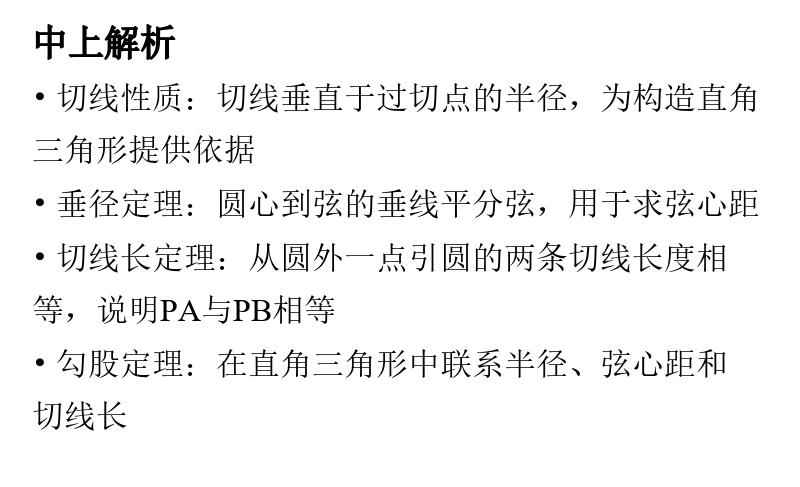 中上解析
• 切线性质：切线垂直于过切点的半径，为构造直角
三角形提供依据
• 垂径定理：圆心到弦的垂线平分弦，用于求弦心距
• 切线长定理：从圆外一点引圆的两条切线长度相
等，说明PA与PB相等
• 勾股定理：在直角三角形中联系半径、弦心距和
切线长